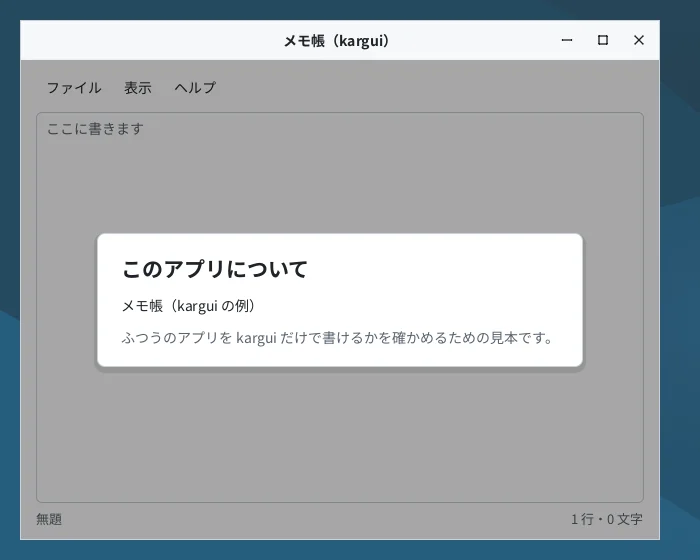 メモ帳（kargui）
ファイル 表示 ヘルプ
ここに書きます
このアプリについて
メモ帳（kargui の例）
ふつうのアプリを kargui だけで書けるかを確かめるための見本です。
無題 1 行・0 文字